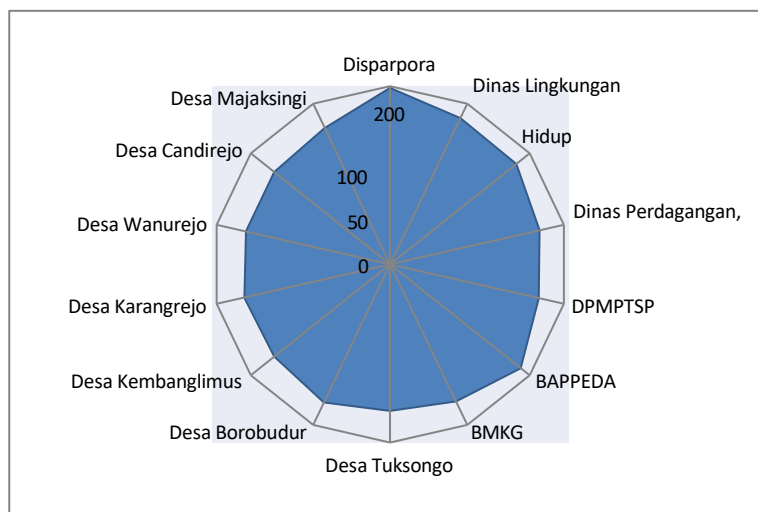 Disparpora
Dinas Lingkungan
Hidup
Dinas Perdagangan,
DPMPTSP
BAPPEDA
BMKG
Desa Tuksongo
Desa Borobudur
Desa Kembanglimus
Desa Karangrejo
Desa Wanurejo
Desa Candirejo
Desa Majaksingi
200
100
50
0